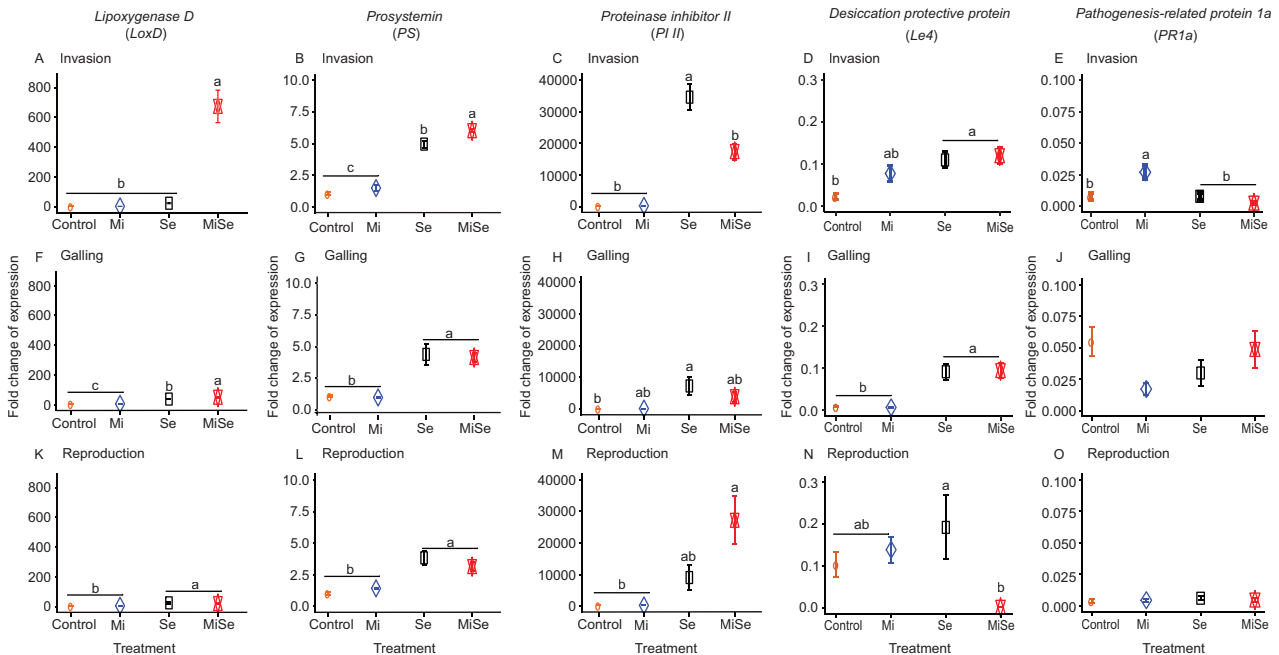 Lipoxygenase D
(LoxD)
Prosystemin
(PS)
Proteinase inhibitor II
(PI II)
Desiccation protective protein
(Le4)
Pathogenesis-related protein 1a
(PR1a)
A Invasion
800
600
400
200
0
b
a
Control Mi Se MiSe
B Invasion
10.0
7.5
5.0
2.5
0.0
c
b
a
Control Mi Se MiSe
C Invasion
40000
30000
20000
10000
0
b
a
b
Control Mi Se MiSe
D Invasion
0.3
0.2
0.1
0.0
b
ab
a
Control Mi Se MiSe
E Invasion
0.100
0.075
0.050
0.025
0.000
b
a
b
Control Mi Se MiSe
Fold change of expression
F Galling
800
600
400
200
0
c
b
a
Control Mi Se MiSe
Fold change of expression
G Galling
10.0
7.5
5.0
2.5
0.0
b
a
Control Mi Se MiSe
Fold change of expression
H Galling
40000
30000
20000
10000
0
b
ab
a
ab
Control Mi Se MiSe
Fold change of expression
I Galling
0.3
0.2
0.1
0.0
b
a
Control Mi Se MiSe
Fold change of expression
J Galling
0.100
0.075
0.050
0.025
0.000
Control Mi Se MiSe
K Reproduction
800
600
400
200
0
b
a
Control Mi Se MiSe
Treatment
L Reproduction
10.0
7.5
5.0
2.5
0.0
b
a
Control Mi Se MiSe
Treatment
M Reproduction
40000
30000
20000
10000
0
b
ab
a
Control Mi Se MiSe
Treatment
N Reproduction
0.3
0.2
0.1
0.0
ab
a
b
Control Mi Se MiSe
Treatment
O Reproduction
0.100
0.075
0.050
0.025
0.000
Control Mi Se MiSe
Treatment